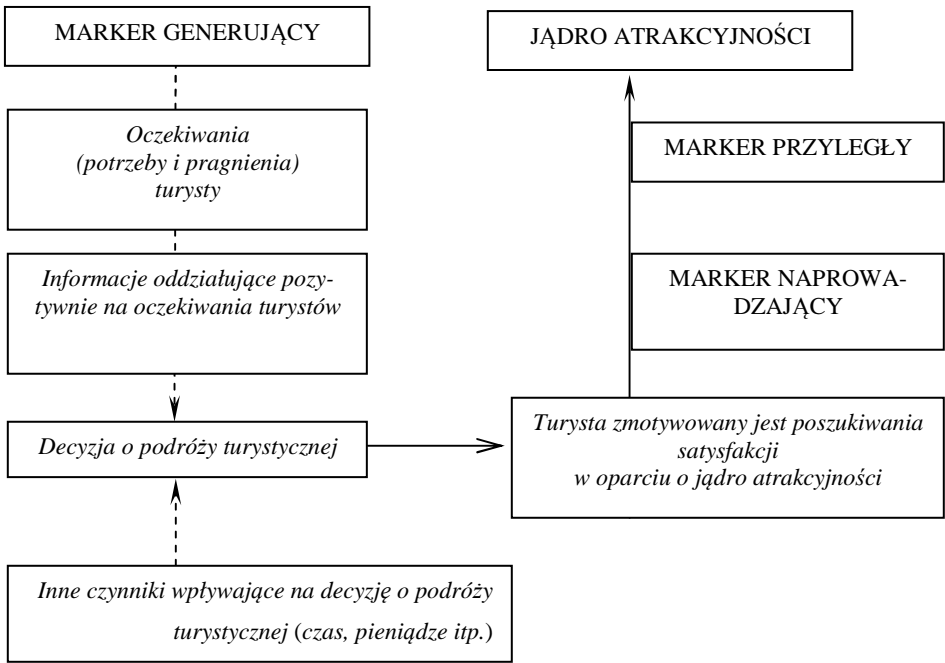 MARKER GENERUJĄCY
Oczekiwania
(potrzeby i pragnienia)
turysty
Informacje oddziałujące pozy-
tywnie na oczekiwania turystów
Decyzja o podróży turystycznej
Inne czynniki wpływające na decyzję o podróży
turystycznej (czas, pieniądze itp.)
JĄDRO ATRAKCYJNOŚCI
MARKER PRZYLEGŁY
MARKER NAPROWA-
DZAJĄCY
Turysta zmotywowany jest poszukiwania
satysfakcji
w oparciu o jądro atrakcyjności